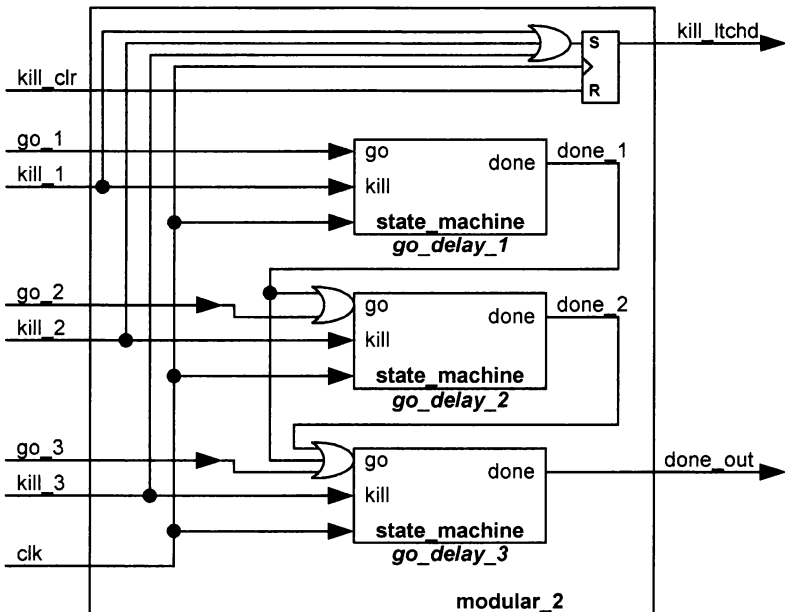 kill_ltchd
S
kill_clr
R
go_1
go
done
done_1
kill_1
kill
state_machine
go_delay_1
go_2
go
done
done_2
kill_2
kill
state_machine
go_delay_2
go_3
go
done
done_out
kill_3
kill
state_machine
clk
go_delay_3
modular_2